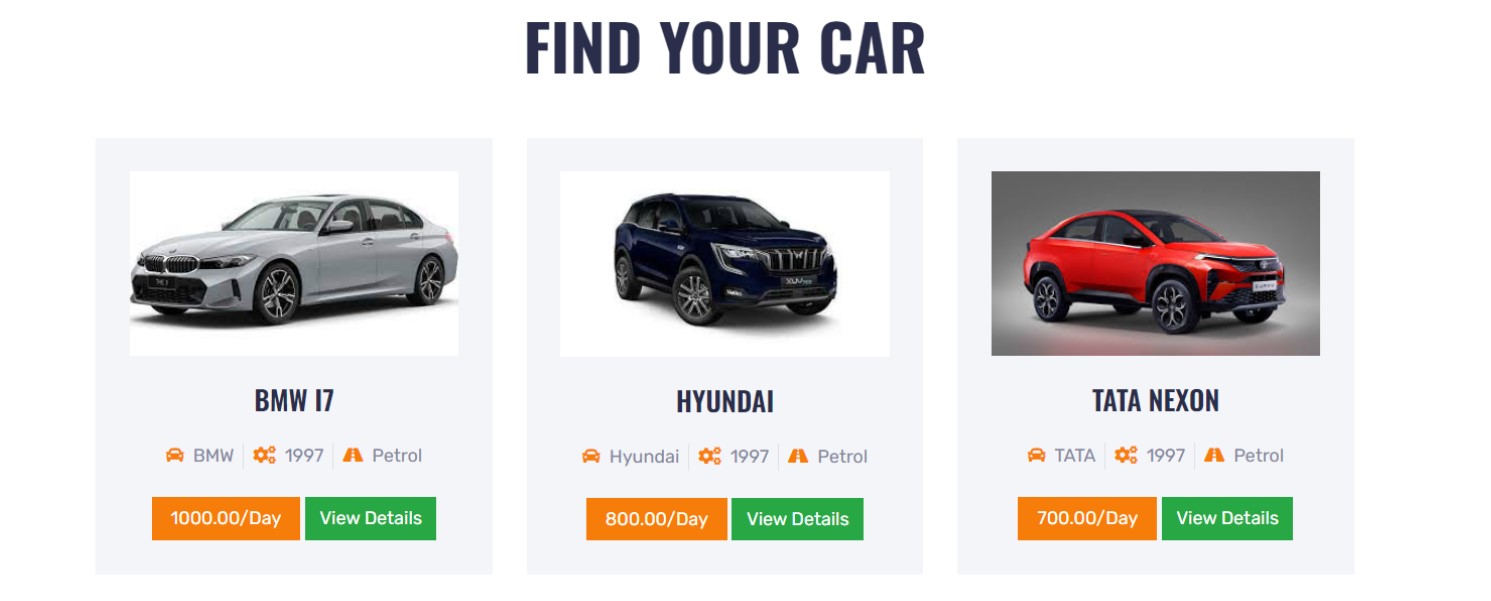 FIND YOUR CAR
XUV700
BMW I7
HYUNDAI
TATA NEXON
BMW 1997 Petrol
Hyundai 1997 Petrol
TATA 1997 Petrol
1000.00/Day View Details
800.00/Day View Details
700.00/Day View Details